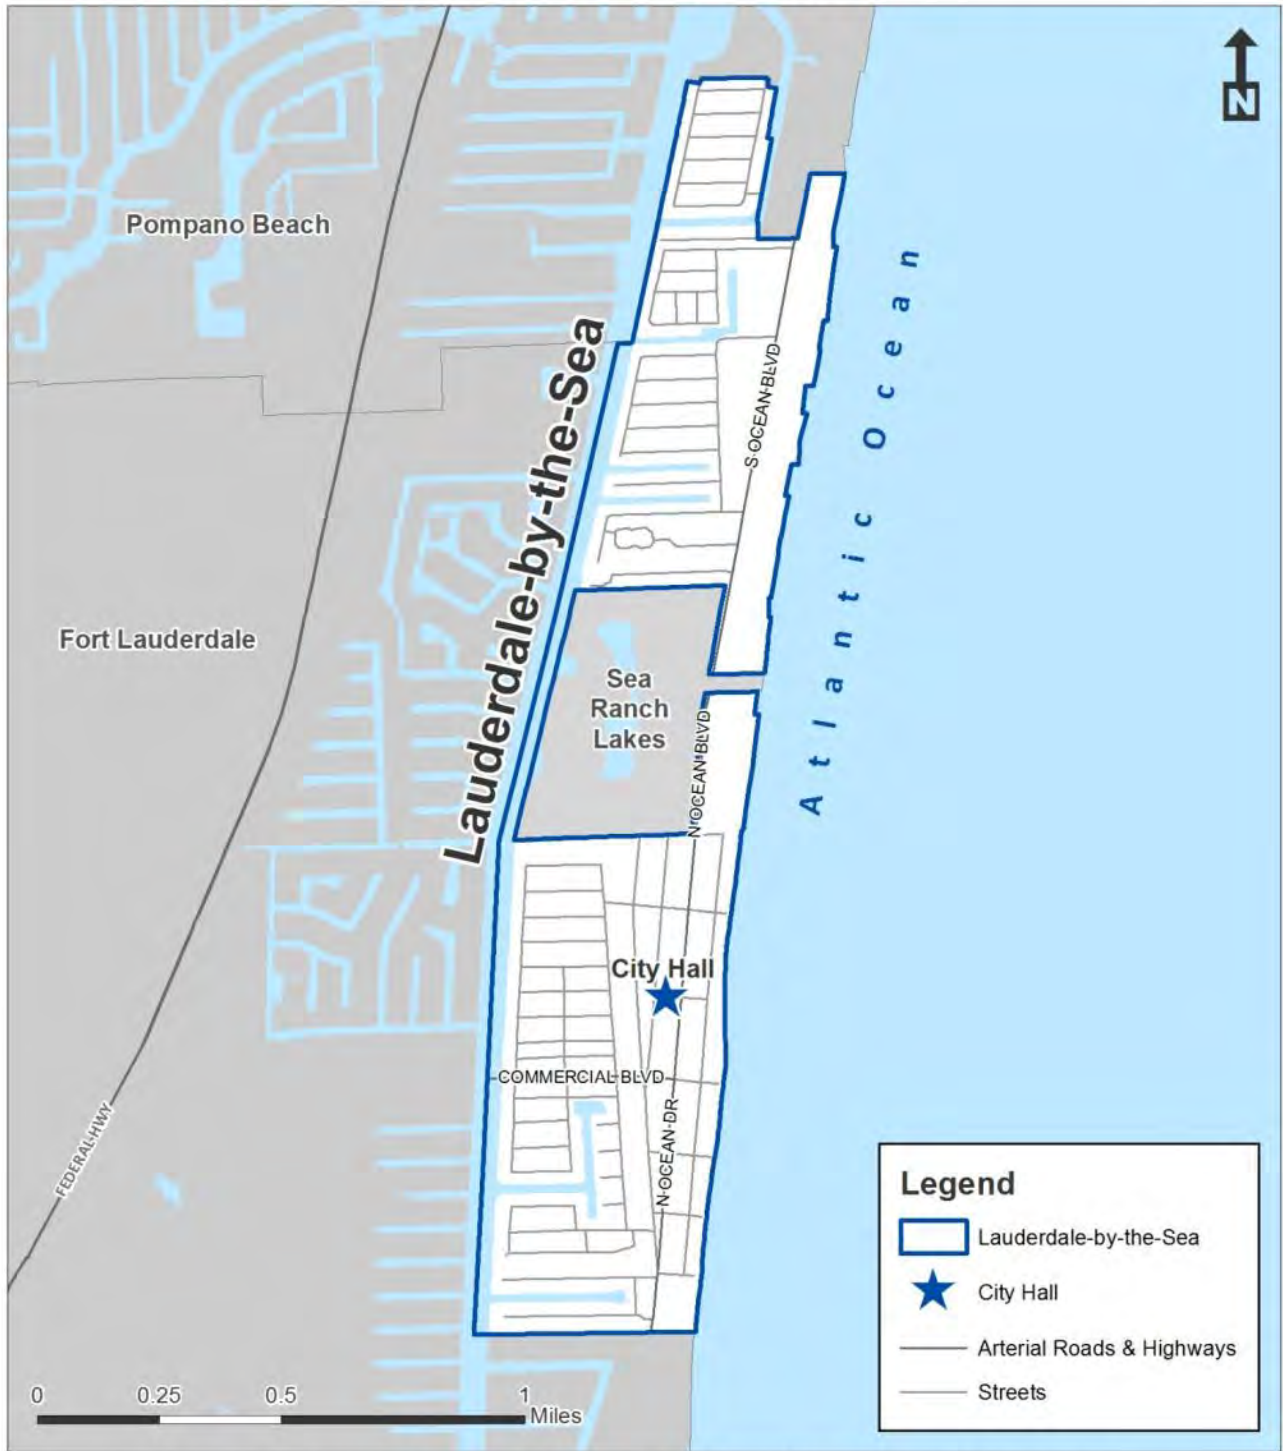 N
Pompano Beach
Atlantic Ocean
Lauderdale-by-the-Sea
S OCEAN BLVD
Fort Lauderdale
Sea
Ranch
Lakes
N OCEAN BLVD
City Hall
COMMERCIAL BLVD
N OCEAN DR
FEDERAL HWY
Legend
Lauderdale-by-the-Sea
City Hall
Arterial Roads & Highways
Streets
0 0.25 0.5 1
Miles